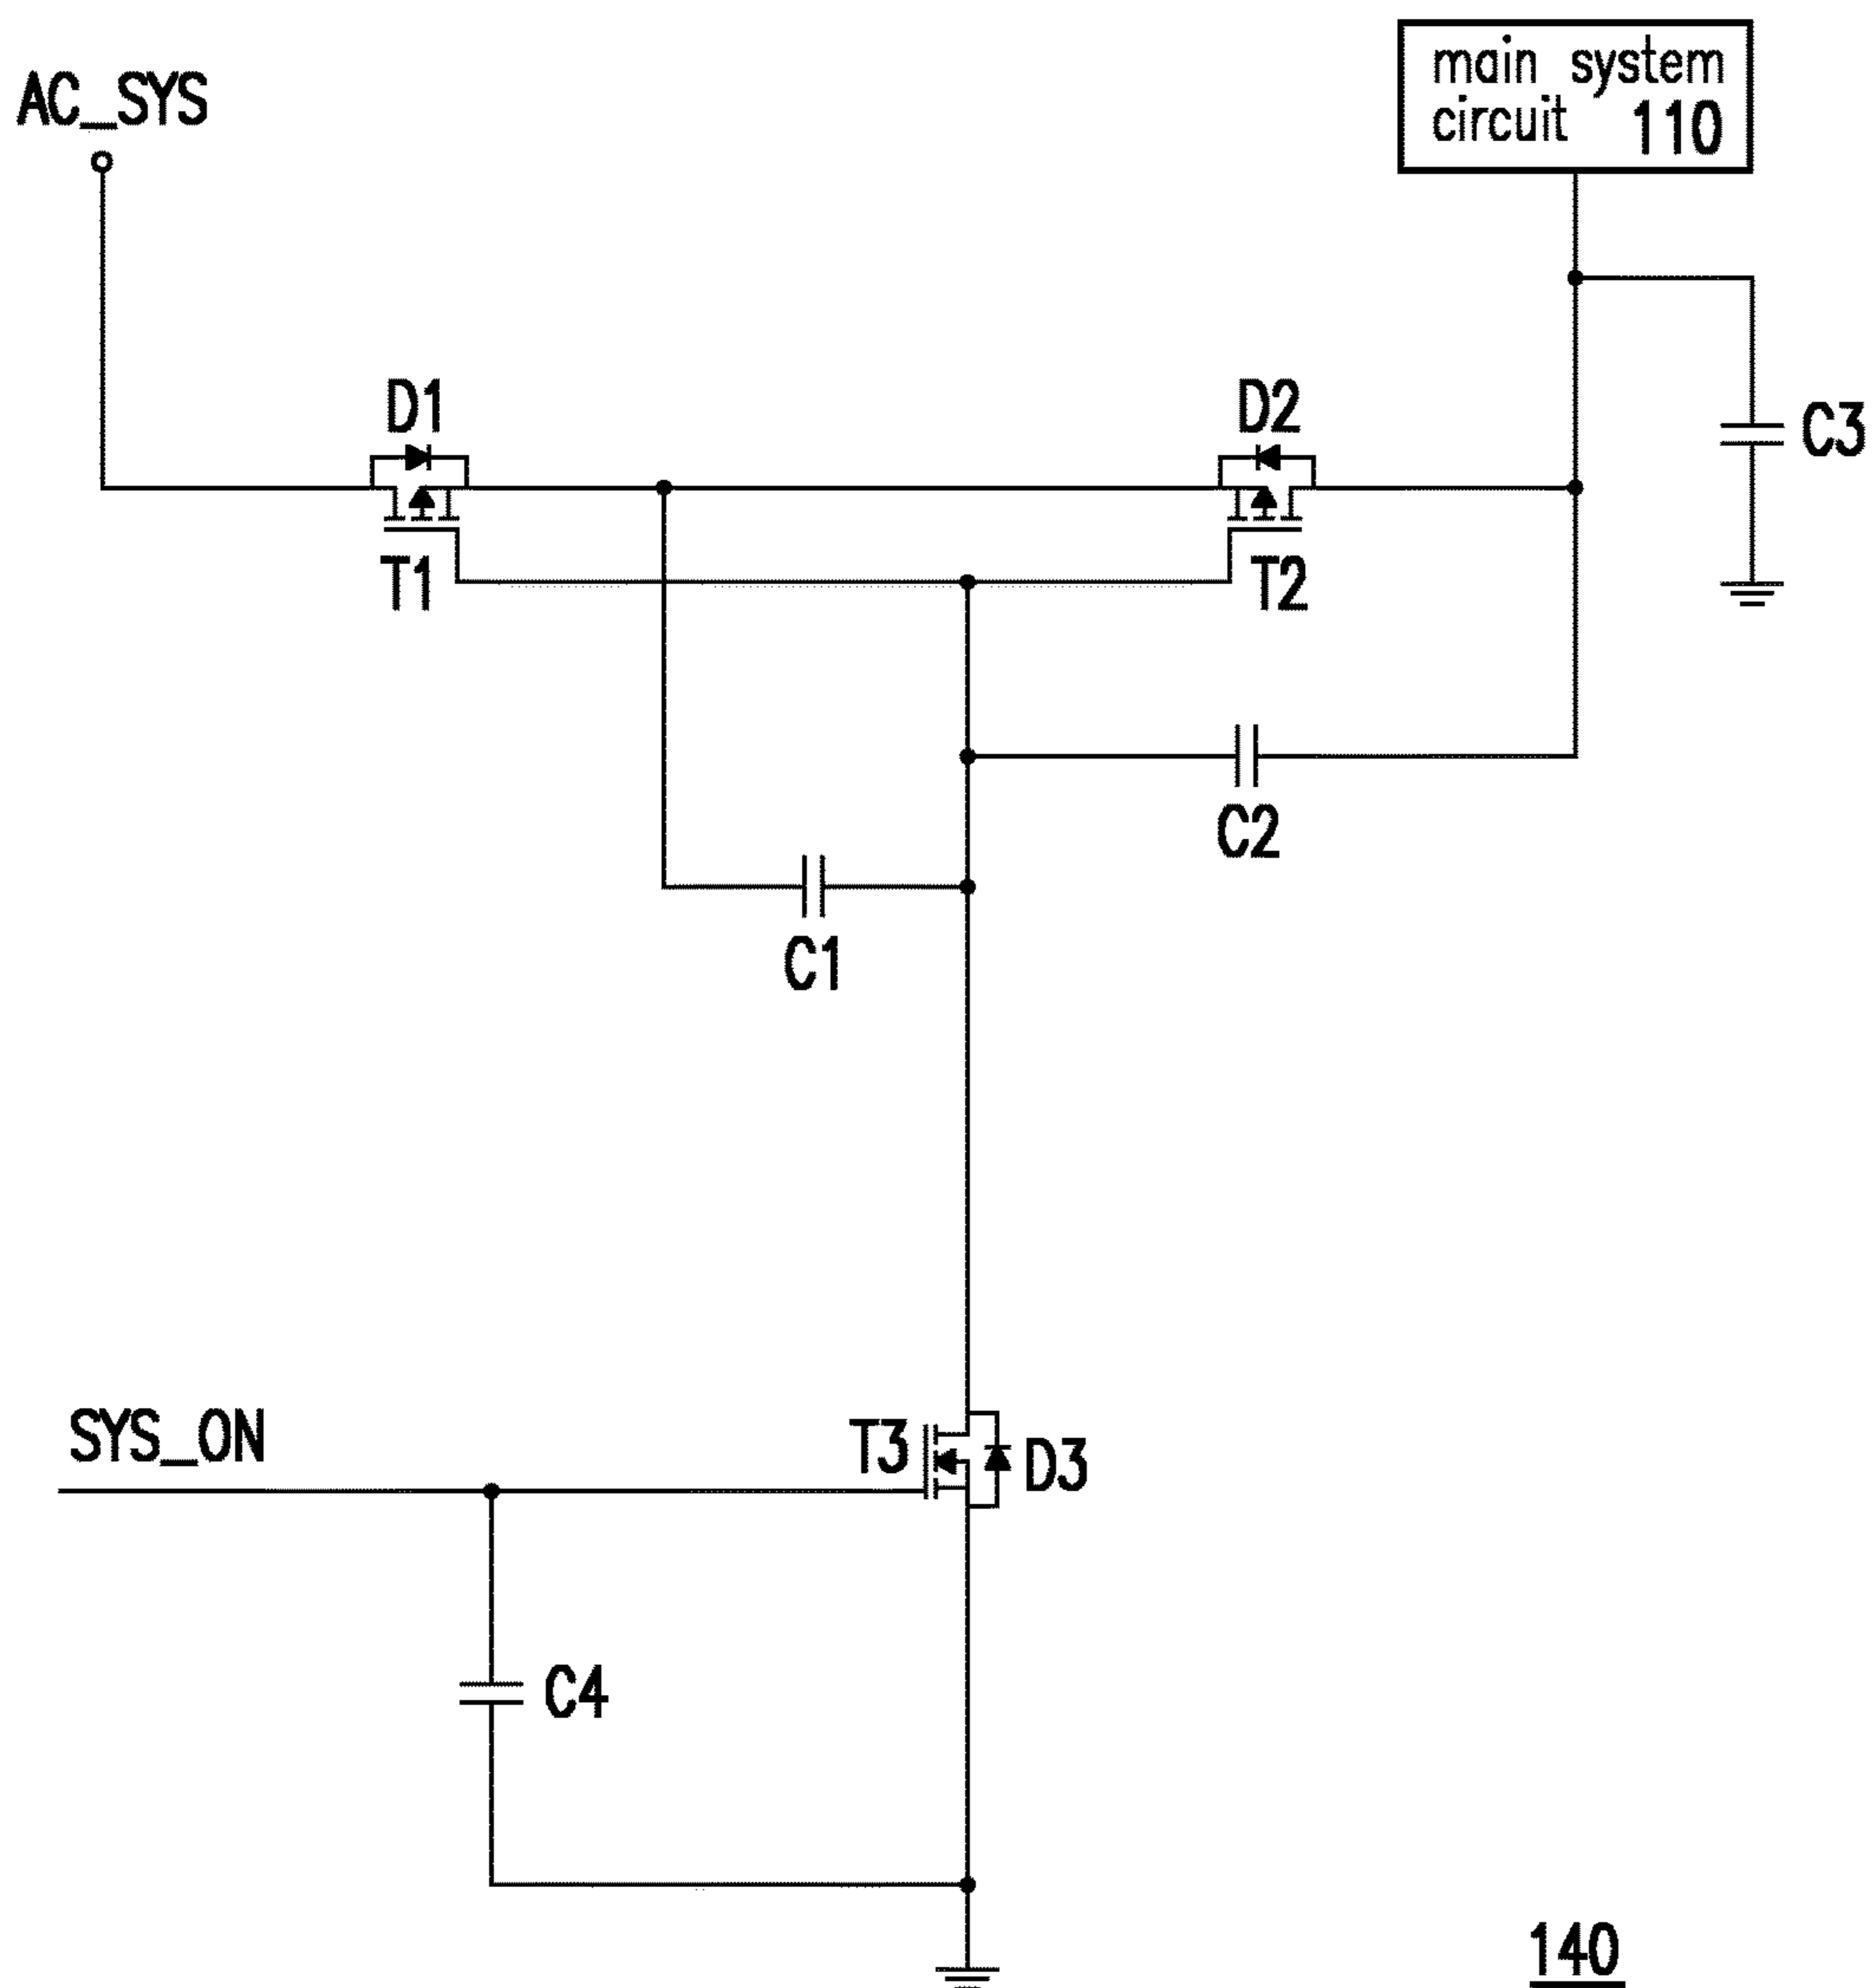 AC_SYS
main system
circuit 110
D1
D2
C3
T1
T2
C2
C1
SYS_ON
T3
D3
C4
140